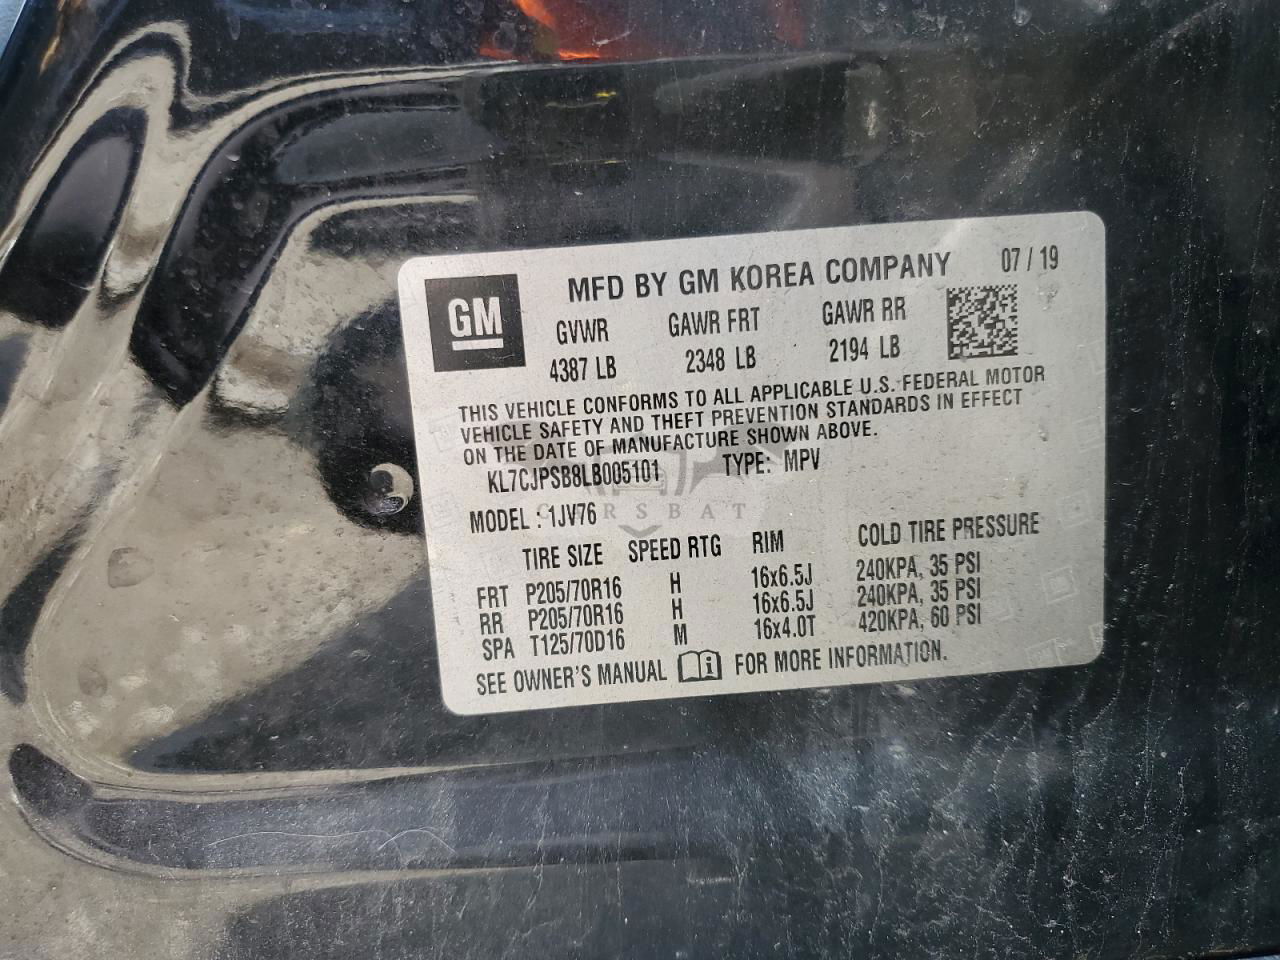 GM
MFD BY GM KOREA COMPANY 07 / 19
GVWR GAWR FRT GAWR RR
4387 LB 2348 LB 2194 LB
THIS VEHICLE CONFORMS TO ALL APPLICABLE U.S. FEDERAL MOTOR
VEHICLE SAFETY AND THEFT PREVENTION STANDARDS IN EFFECT
ON THE DATE OF MANUFACTURE SHOWN ABOVE.
KL7CJPSB8LB005101 TYPE: MPV
MODEL : 1JV76
TIRE SIZE SPEED RTG RIM COLD TIRE PRESSURE
FRT P205/70R16 H 16x6.5J 240KPA, 35 PSI
RR P205/70R16 H 16x6.5J 240KPA, 35 PSI
SPA T125/70D16 M 16x4.0T 420KPA, 60 PSI
SEE OWNER'S MANUAL i FOR MORE INFORMATION.